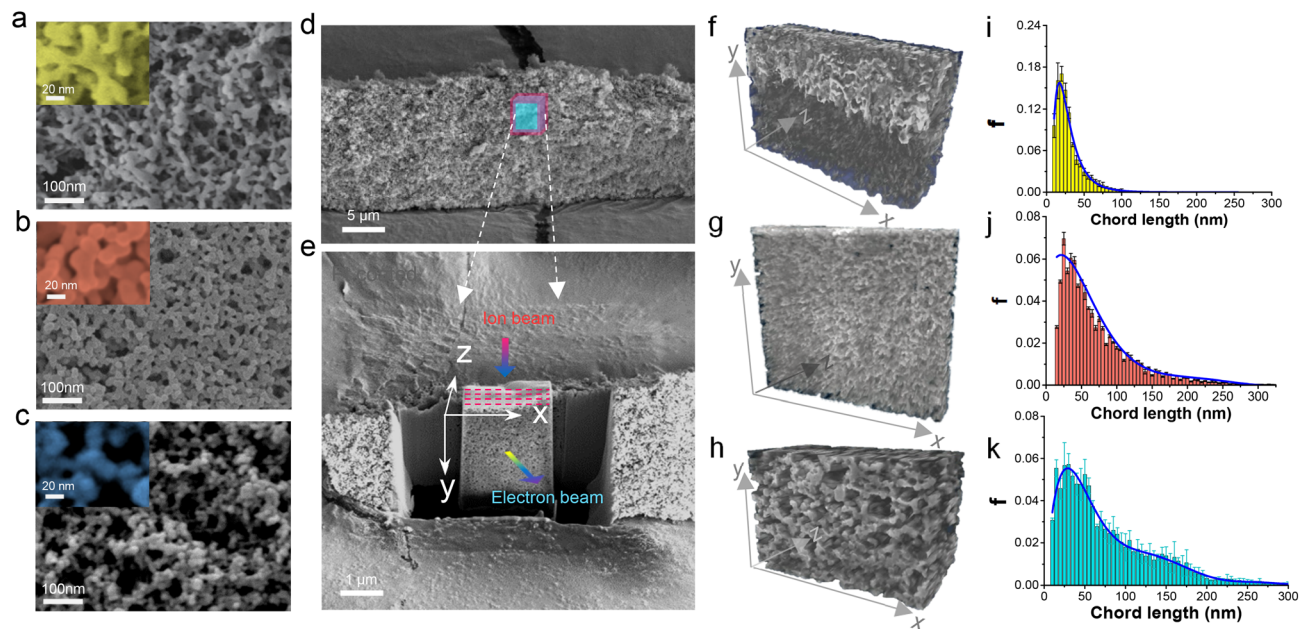 a
20 nm
100nm
b
20 nm
100nm
c
20 nm
100nm
d
5 µm
e
Ion beam
z
x
y
Electron beam
1 µm
f
y
z
x
g
y
x
h
y
z
x
i
0.24
0.18
0.12
0.06
0.00
f
0 50 100 150 200 250 300
Chord length (nm)
j
0.08
0.06
0.04
0.02
0.00
f
0 50 100 150 200 250 300
Chord length (nm)
k
0.08
0.06
0.04
0.02
0.00
f
0 50 100 150 200 250 300
Chord length (nm)